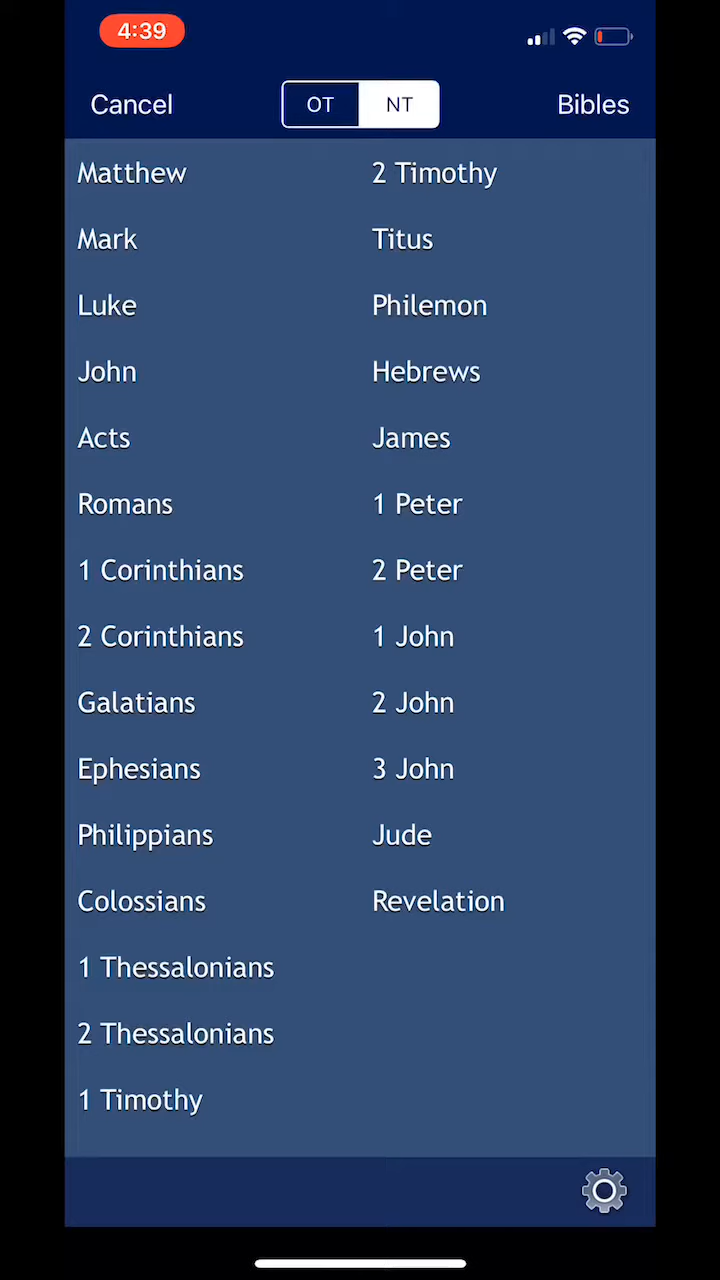 4:39
Cancel OT NT Bibles
Matthew 2 Timothy
Mark Titus
Luke Philemon
John Hebrews
Acts James
Romans 1 Peter
1 Corinthians 2 Peter
2 Corinthians 1 John
Galatians 2 John
Ephesians 3 John
Philippians Jude
Colossians Revelation
1 Thessalonians
2 Thessalonians
1 Timothy